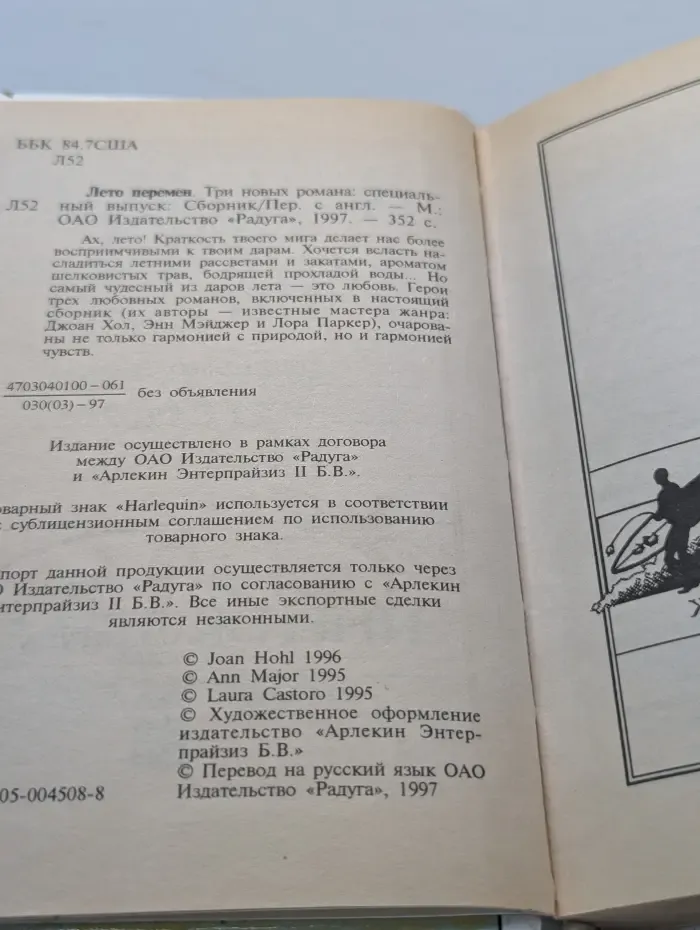 ББК 84.7США
Л52
Лето перемен. Три новых романа: специаль-
Л52 ный выпуск: Сборник/Пер. с англ. — М.:
ОАО Издательство «Радуга», 1997. — 352 с.
Ах, лето! Краткость твоего мига делает нас более
восприимчивыми к твоим дарам. Хочется всласть на-
сладиться летними рассветами и закатами, ароматом
шелковистых трав, бодрящей прохладой воды... Но
самый чудесный из даров лета — это любовь. Герои
трех любовных романов, включенных в настоящий
сборник (их авторы — известные мастера жанра:
Джоан Хол, Энн Мэйджер и Лора Паркер), очарова-
ны не только гармонией с природой, но и гармонией
чувств.
4703040100—061
030(03)—97 без объявления
Издание осуществлено в рамках договора
между ОАО Издательство «Радуга»
и «Арлекин Энтерпрайзиз II Б.В.».
оварный знак «Harlequin» используется в соответствии
с сублицензионным соглашением по использованию
товарного знака.
порт данной продукции осуществляется только через
О Издательство «Радуга» по согласованию с «Арлекин
нтерпрайзиз II Б.В.». Все иные экспортные сделки
являются незаконными.
© Joan Hohl 1996
© Ann Major 1995
© Laura Castoro 1995
© Художественное оформление
издательство «Арлекин Энтер-
прайзиз Б.В.»
© Перевод на русский язык ОАО
05-004508-8 Издательство «Радуга», 1997